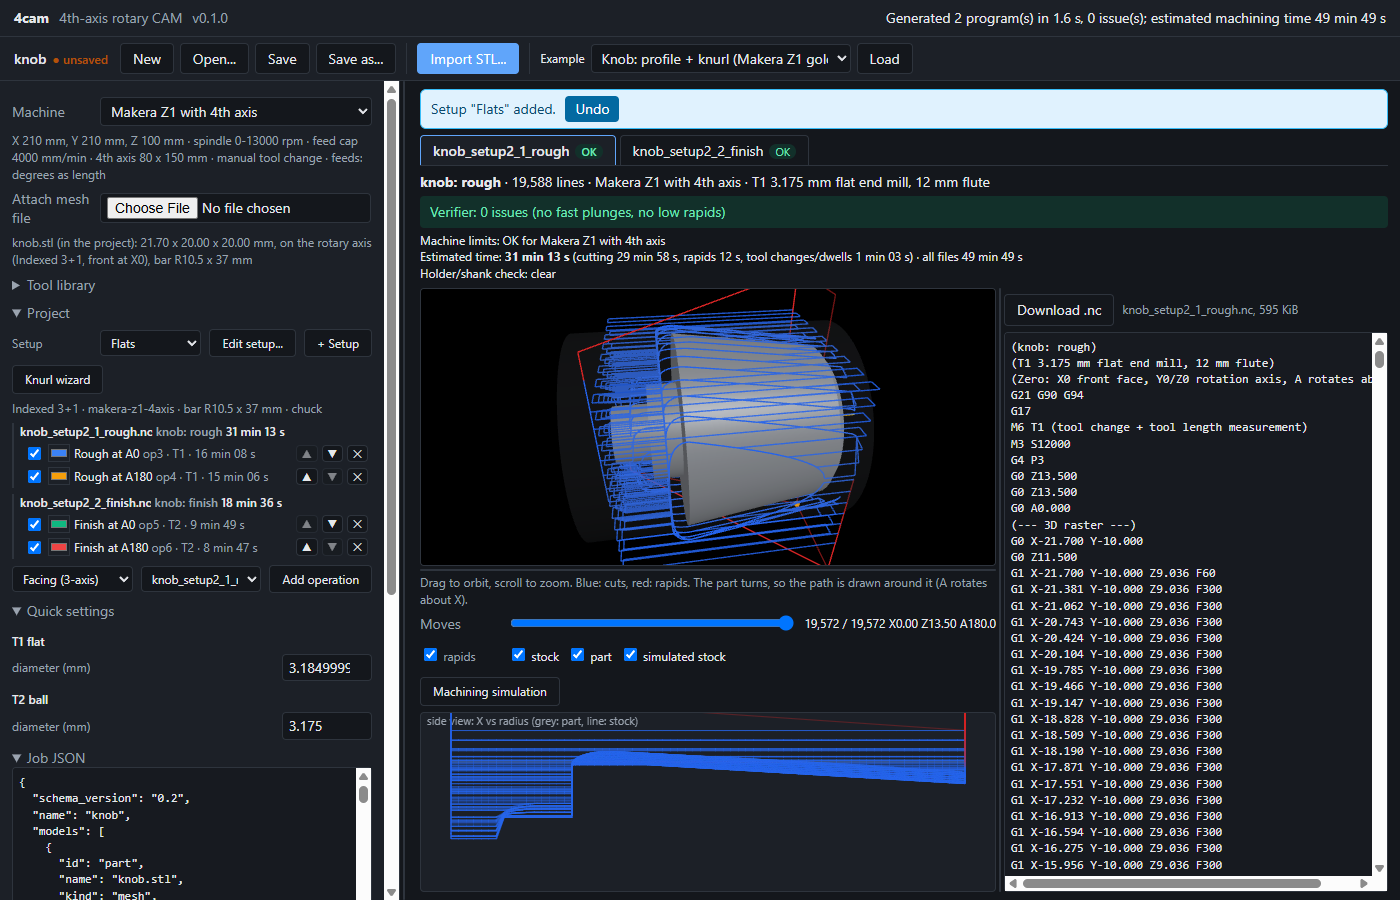 4cam 4th-axis rotary CAM v0.1.0
Generated 2 program(s) in 1.6 s, 0 issue(s); estimated machining time 49 min 49 s
knob • unsaved New Open... Save Save as... Import STL... Example Knob: profile + knurl (Makera Z1 gol Load
Machine Makera Z1 with 4th axis
X 210 mm, Y 210 mm, Z 100 mm · spindle 0-13000 rpm · feed cap
4000 mm/min · 4th axis 80 x 150 mm · manual tool change · feeds:
degrees as length
Attach mesh
file
Choose File No file chosen
knob.stl (in the project): 21.70 x 20.00 x 20.00 mm, on the rotary axis
(Indexed 3+1, front at X0), bar R10.5 x 37 mm
Tool library
Project
Setup Flats Edit setup... + Setup
Knurl wizard
Indexed 3+1 · makera-z1-4axis · bar R10.5 x 37 mm · chuck
knob_setup2_1_rough.nc knob: rough 31 min 13 s
Rough at A0 op3 · T1 · 16 min 08 s
Rough at A180 op4 · T1 · 15 min 06 s
knob_setup2_2_finish.nc knob: finish 18 min 36 s
Finish at A0 op5 · T2 · 9 min 49 s
Finish at A180 op6 · T2 · 8 min 47 s
Facing (3-axis) knob_setup2_1_r Add operation
Quick settings
T1 flat
diameter (mm) 3.1849999
T2 ball
diameter (mm) 3.175
Job JSON
{
"schema_version": "0.2",
"name": "knob",
"models": [
{
"id": "part",
"name": "knob.stl",
"kind": "mesh",
Setup "Flats" added. Undo
knob_setup2_1_rough OK knob_setup2_2_finish OK
knob: rough · 19,588 lines · Makera Z1 with 4th axis · T1 3.175 mm flat end mill, 12 mm flute
Verifier: 0 issues (no fast plunges, no low rapids)
Machine limits: OK for Makera Z1 with 4th axis
Estimated time: 31 min 13 s (cutting 29 min 58 s, rapids 12 s, tool changes/dwells 1 min 03 s) · all files 49 min 49 s
Holder/shank check: clear
Drag to orbit, scroll to zoom. Blue: cuts, red: rapids. The part turns, so the path is drawn around it (A rotates
about X).
Moves 19,572 / 19,572 X0.00 Z13.50 A180.0
rapids stock part simulated stock
Machining simulation
side view: X vs radius (grey: part, line: stock)
Download .nc knob_setup2_1_rough.nc, 595 KiB
(knob: rough)
(T1 3.175 mm flat end mill, 12 mm flute)
(Zero: X0 front face, Y0/Z0 rotation axis, A rotates ab
G21 G90 G94
G17
M6 T1 (tool change + tool length measurement)
M3 S12000
G4 P3
G0 Z13.500
G0 Z13.500
G0 A0.000
(--- 3D raster ---)
G0 X-21.700 Y-10.000
G0 Z11.500
G1 X-21.700 Y-10.000 Z9.036 F60
G1 X-21.381 Y-10.000 Z9.036 F300
G1 X-21.062 Y-10.000 Z9.036 F300
G1 X-20.743 Y-10.000 Z9.036 F300
G1 X-20.424 Y-10.000 Z9.036 F300
G1 X-20.104 Y-10.000 Z9.036 F300
G1 X-19.785 Y-10.000 Z9.036 F300
G1 X-19.466 Y-10.000 Z9.036 F300
G1 X-19.147 Y-10.000 Z9.036 F300
G1 X-18.828 Y-10.000 Z9.036 F300
G1 X-18.509 Y-10.000 Z9.036 F300
G1 X-18.190 Y-10.000 Z9.036 F300
G1 X-17.871 Y-10.000 Z9.036 F300
G1 X-17.551 Y-10.000 Z9.036 F300
G1 X-17.232 Y-10.000 Z9.036 F300
G1 X-16.913 Y-10.000 Z9.036 F300
G1 X-16.594 Y-10.000 Z9.036 F300
G1 X-16.275 Y-10.000 Z9.036 F300
G1 X-15.956 Y-10.000 Z9.036 F300